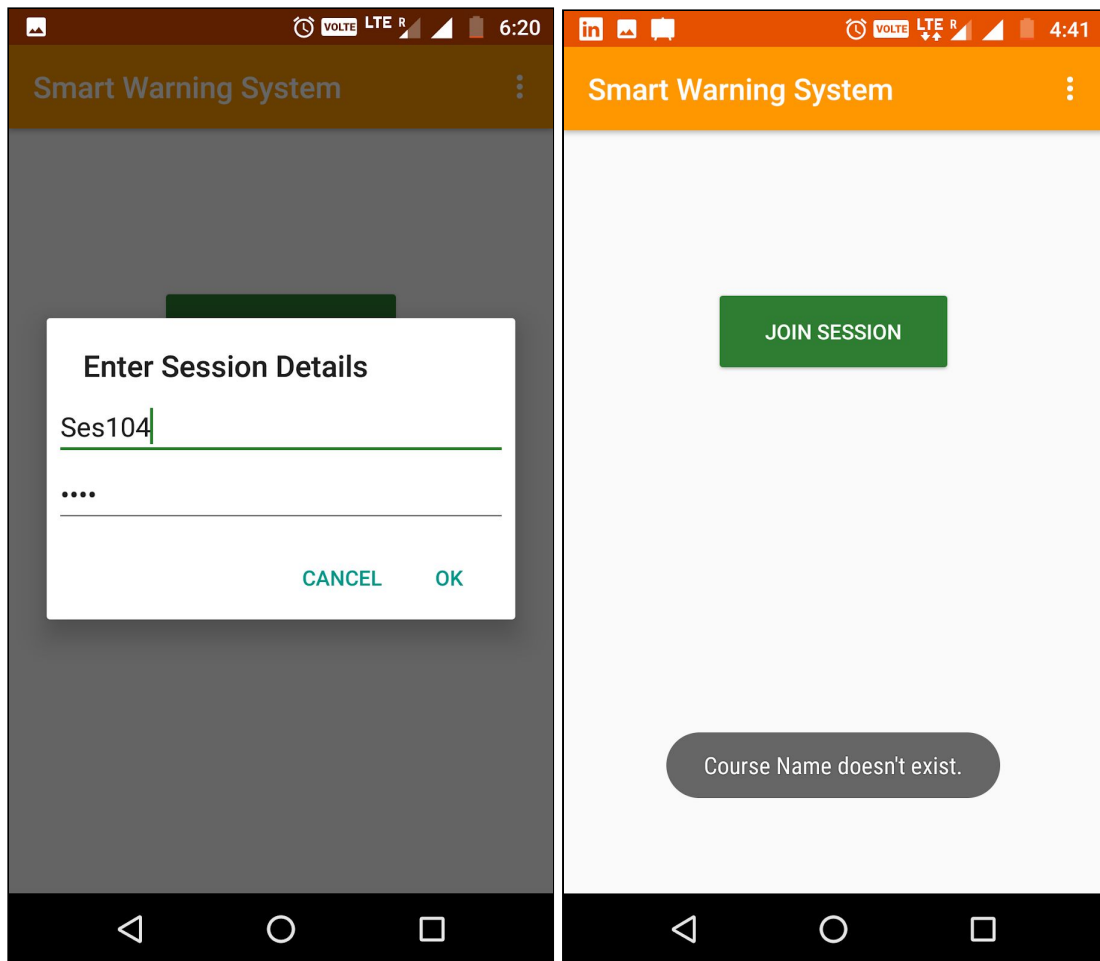 VOLTE LTE R 6:20
Smart Warning System
Enter Session Details
Ses104
••••
CANCEL OK
in VOLTE LTE R 4:41
Smart Warning System
JOIN SESSION
Course Name doesn't exist.